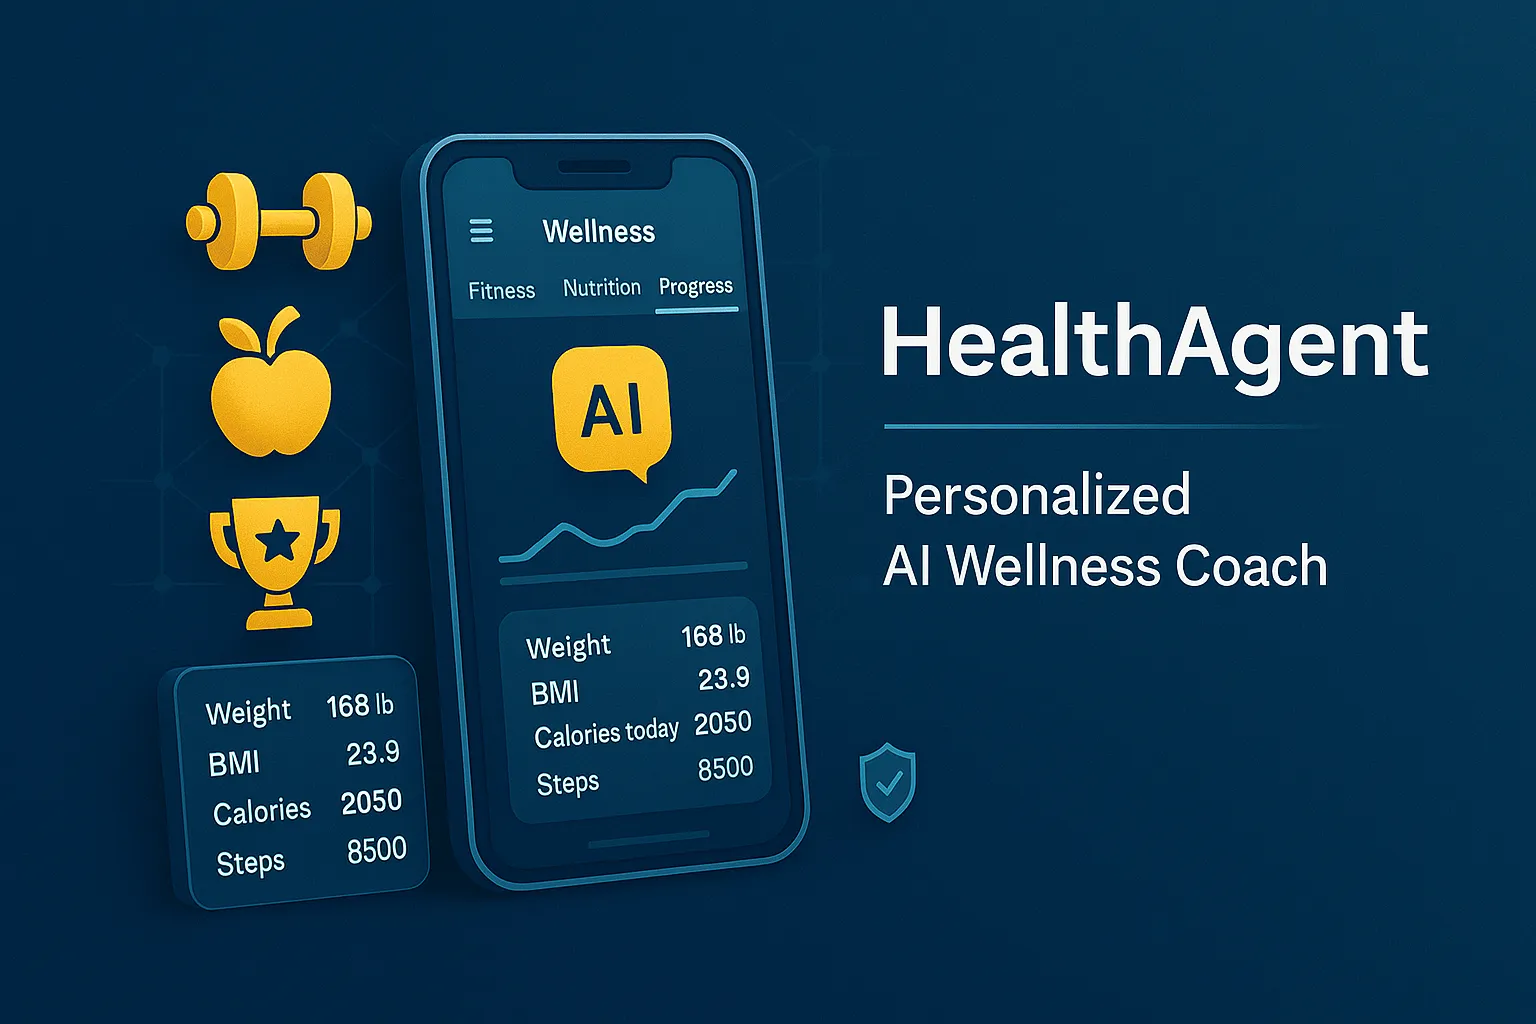 Wellness
Fitness Nutrition Progress
AI
Weight 168 lb
BMI 23.9
Calories today 2050
Steps 8500
Weight 168 lb
BMI 23.9
Calories 2050
Steps 8500
HealthAgent
Personalized
AI Wellness Coach